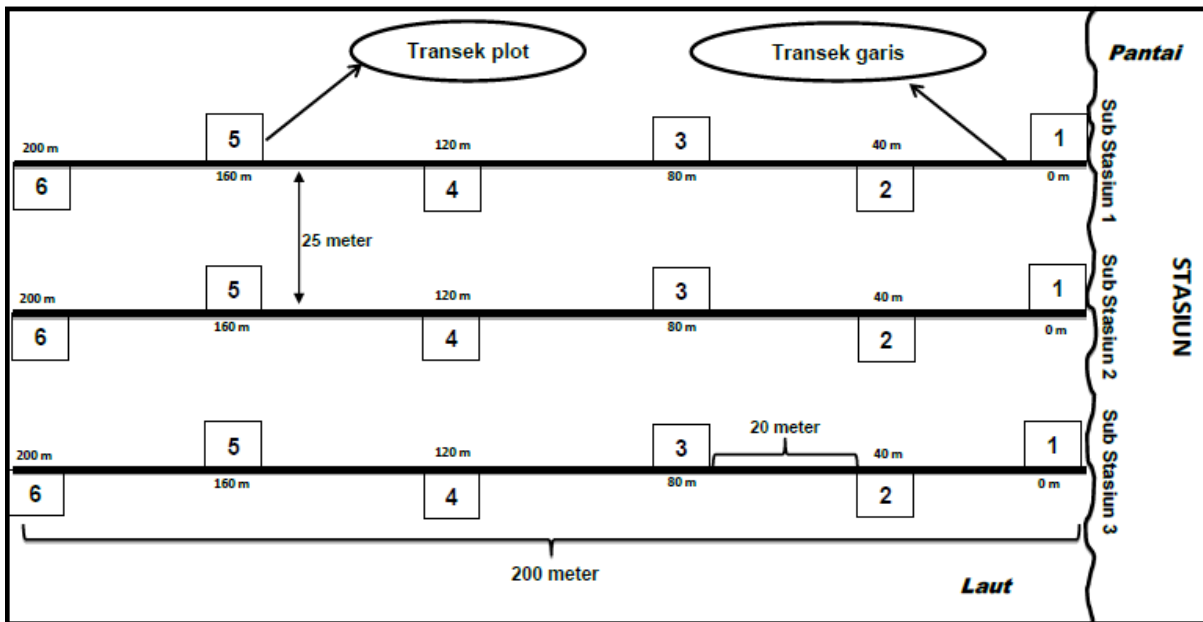 Transek plot
Transek garis
Pantai
STASIUN
Sub Stasiun 1
5
3
1
200 m
120 m
40 m
160 m
80 m
0 m
6
4
2
25 meter
Sub Stasiun 2
5
3
1
200 m
120 m
40 m
160 m
80 m
0 m
6
4
2
Sub Stasiun 3
5
3
20 meter
1
200 m
120 m
40 m
160 m
80 m
0 m
6
4
2
200 meter
Laut